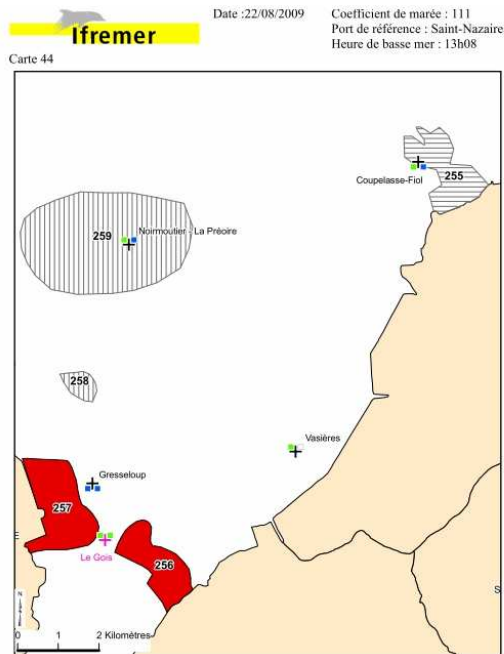 Ifremer
Date :22/08/2009
Coefficient de marée : 111
Port de référence : Saint-Nazaire
Heure de basse mer : 13h08
Carte 44
Coupelasse-Fiol
255
259
Noirmoutier - La Préoire
258
Vasières
Gresseloup
257
Le Gois
256
E
S
0 1 2 Kilomètres